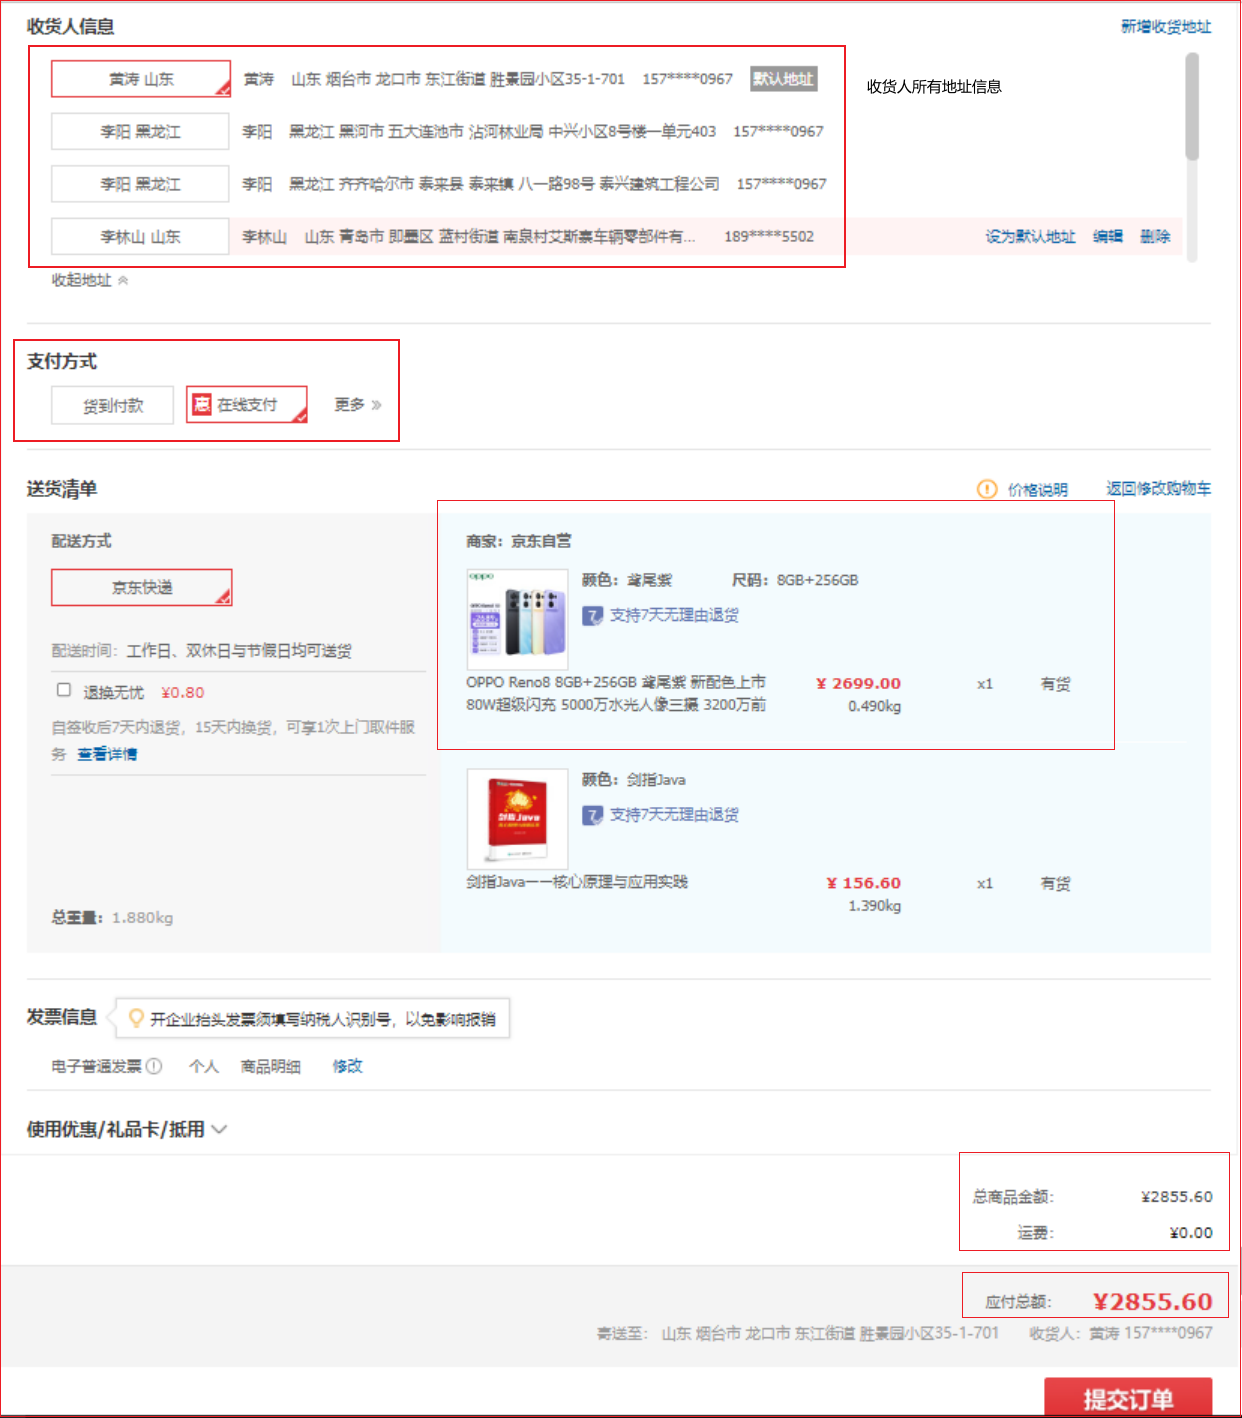 收货人信息
新增收货地址
黄涛 山东
黄涛 山东 烟台市 龙口市 东江街道 胜景园小区35-1-701 157****0967 默认地址
收货人所有地址信息
李阳 黑龙江
李阳 黑龙江 黑河市 五大连池市 沾河林业局 中兴小区8号楼一单元403 157****0967
李阳 黑龙江
李阳 黑龙江 齐齐哈尔市 泰来县 泰来镇 八一路98号 泰兴建筑工程公司 157****0967
李林山 山东
李林山 山东 青岛市 即墨区 蓝村街道 南泉村艾斯泰车辆零部件有... 189****5502
设为默认地址 编辑 删除
收起地址
支付方式
货到付款
惠 在线支付
更多
送货清单
价格说明
返回修改购物车
配送方式
京东快递
配送时间：工作日、双休日与节假日均可送货
退换无忧 ¥0.80
自签收后7天内退货，15天内换货，可享1次上门取件服
务 查看详情
总重量：1.880kg
商家：京东自营
oppo
颜色：鸢尾紫 尺码：8GB+256GB
7 支持7天无理由退货
OPPO Reno8 8GB+256GB 鸢尾紫 新配色上市
80W超级闪充 5000万水光人像三摄 3200万前
¥ 2699.00
0.490kg
x1
有货
剑指Java
颜色：剑指Java
7 支持7天无理由退货
剑指Java——核心原理与应用实践
¥ 156.60
1.390kg
x1
有货
发票信息
开企业抬头发票须填写纳税人识别号，以免影响报销
电子普通发票 个人 商品明细 修改
使用优惠/礼品卡/抵用
总商品金额： ¥2855.60
运费： ¥0.00
应付总额： ¥2855.60
寄送至： 山东 烟台市 龙口市 东江街道 胜景园小区35-1-701 收货人：黄涛 157****0967
提交订单